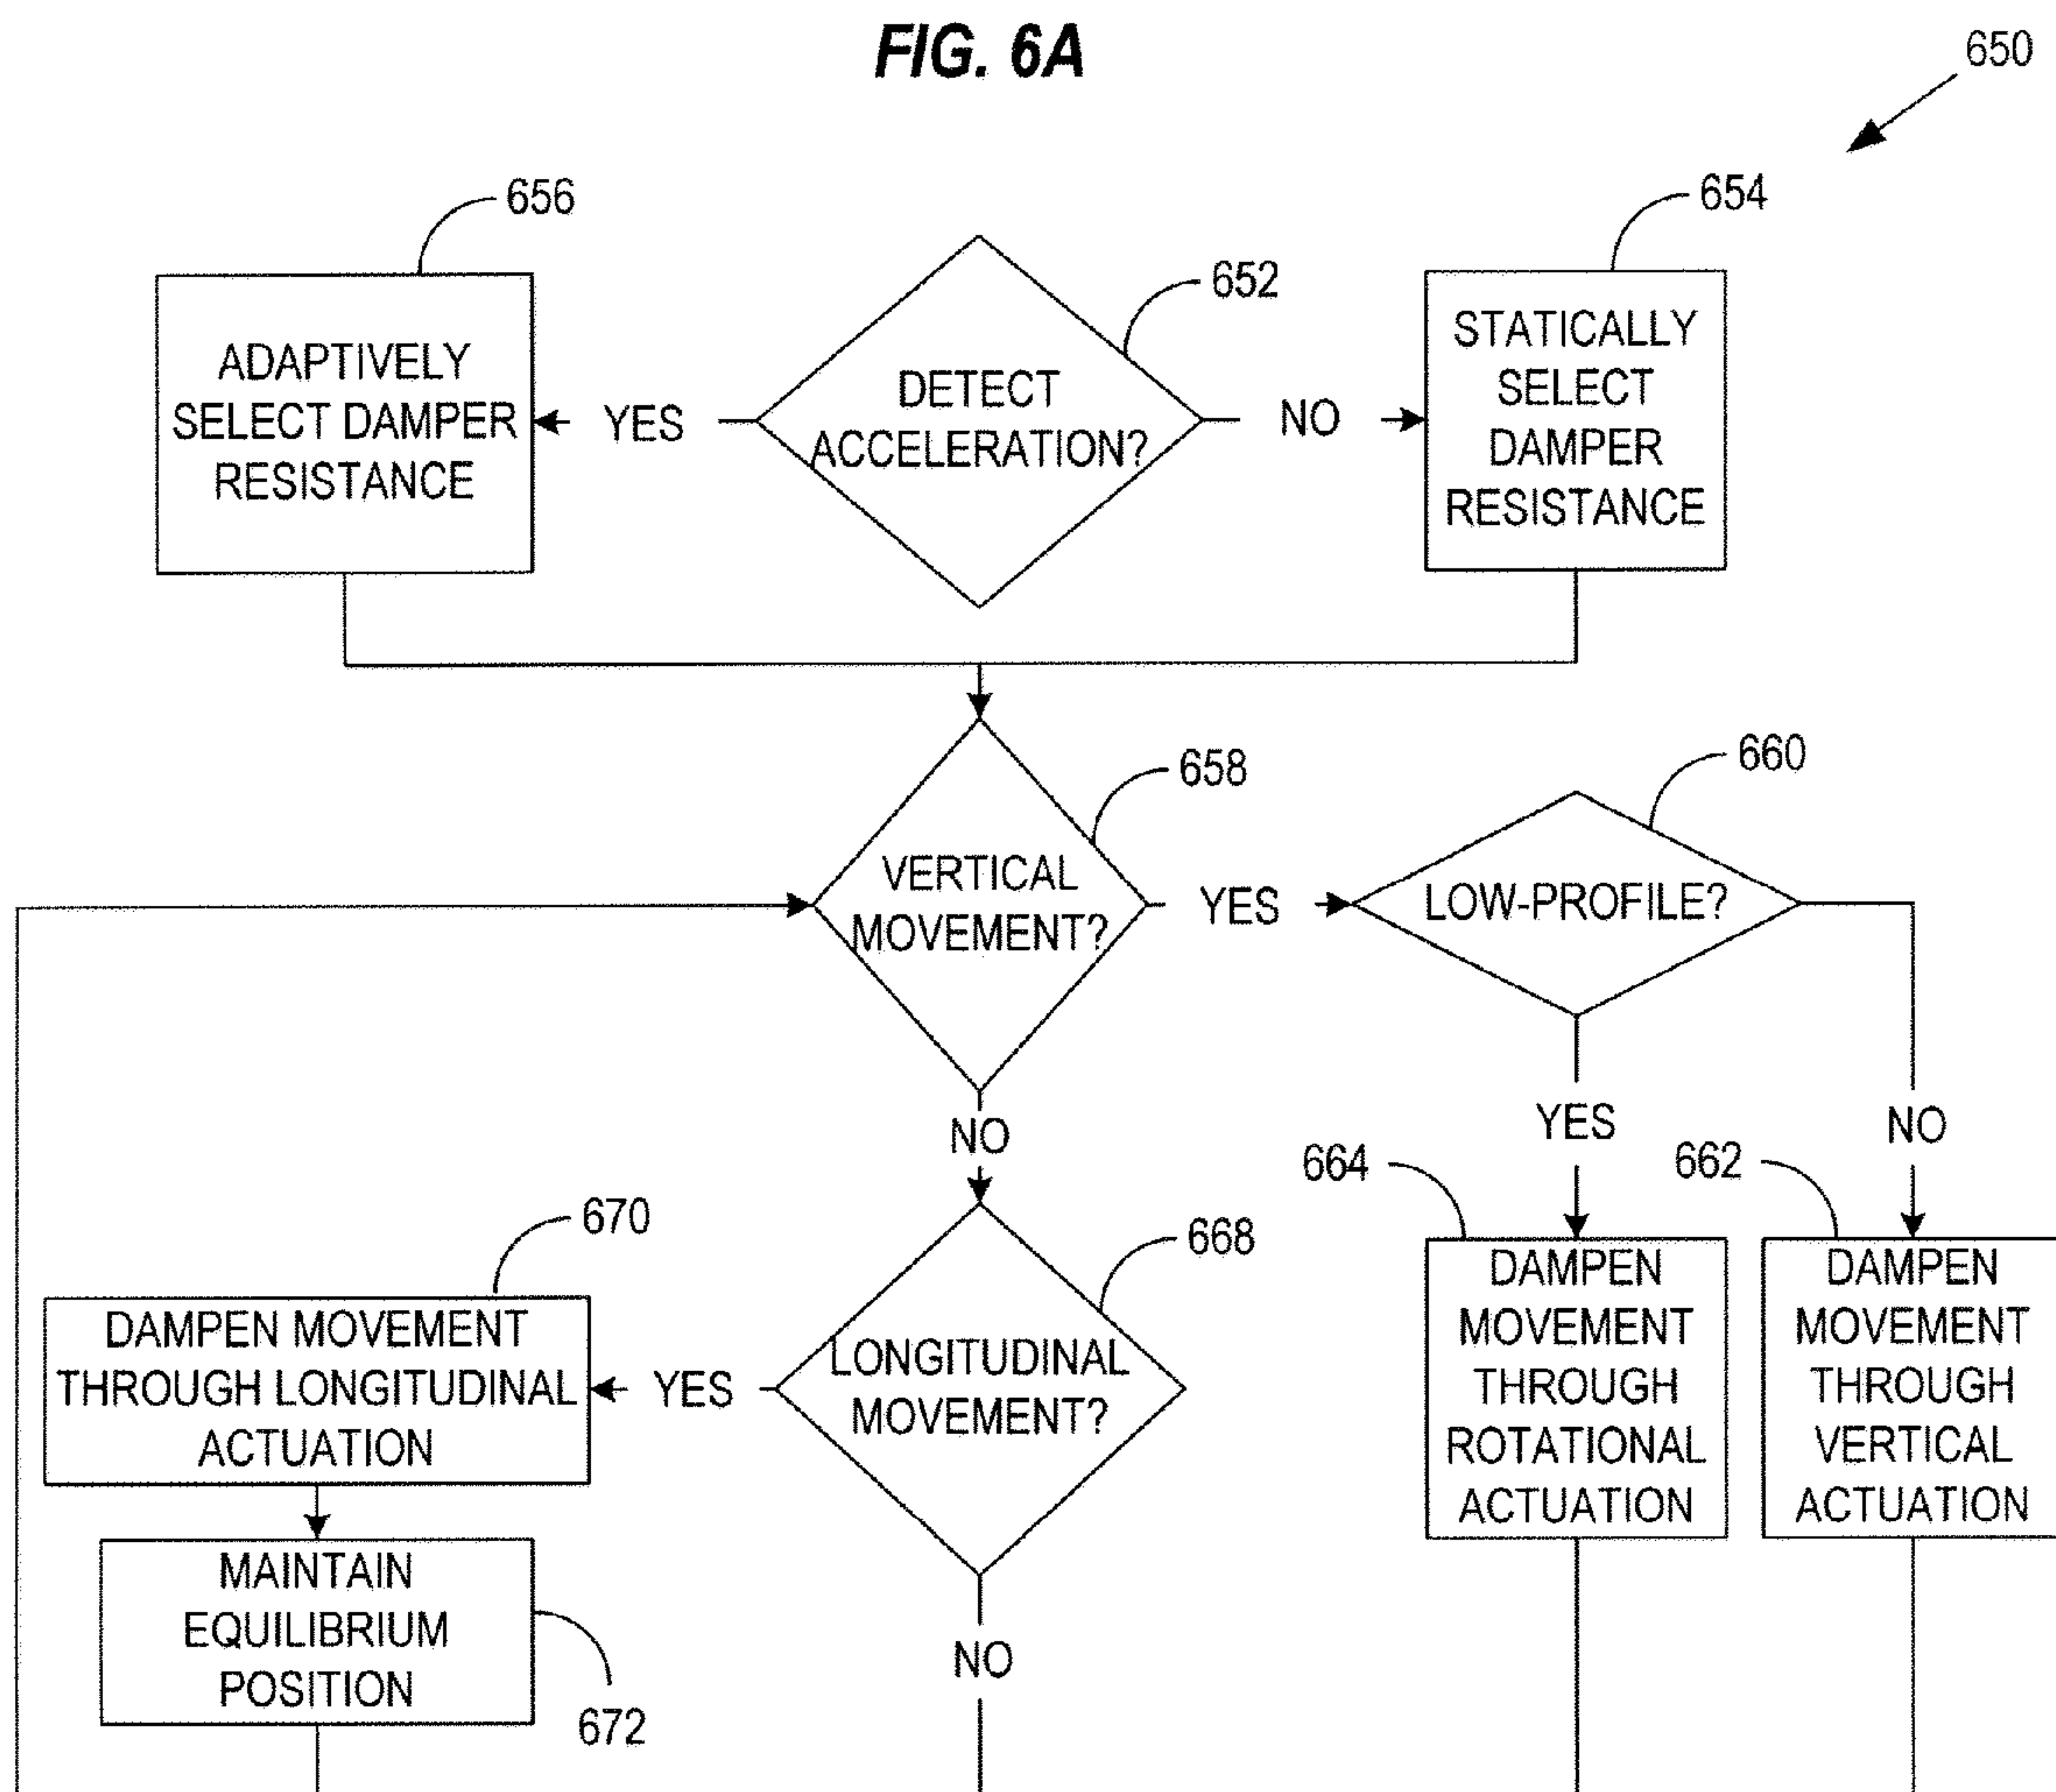 FIG. 6A
650
656
654
652
ADAPTIVELY
SELECT DAMPER
RESISTANCE
YES
DETECT
ACCELERATION?
NO
STATICALLY
SELECT
DAMPER
RESISTANCE
658
660
VERTICAL
MOVEMENT?
YES
LOW-PROFILE?
NO
YES
NO
664
662
670
668
DAMPEN MOVEMENT
THROUGH LONGITUDINAL
ACTUATION
YES
LONGITUDINAL
MOVEMENT?
DAMPEN
MOVEMENT
THROUGH
ROTATIONAL
ACTUATION
DAMPEN
MOVEMENT
THROUGH
VERTICAL
ACTUATION
MAINTAIN
EQUILIBRIUM
POSITION
672
NO